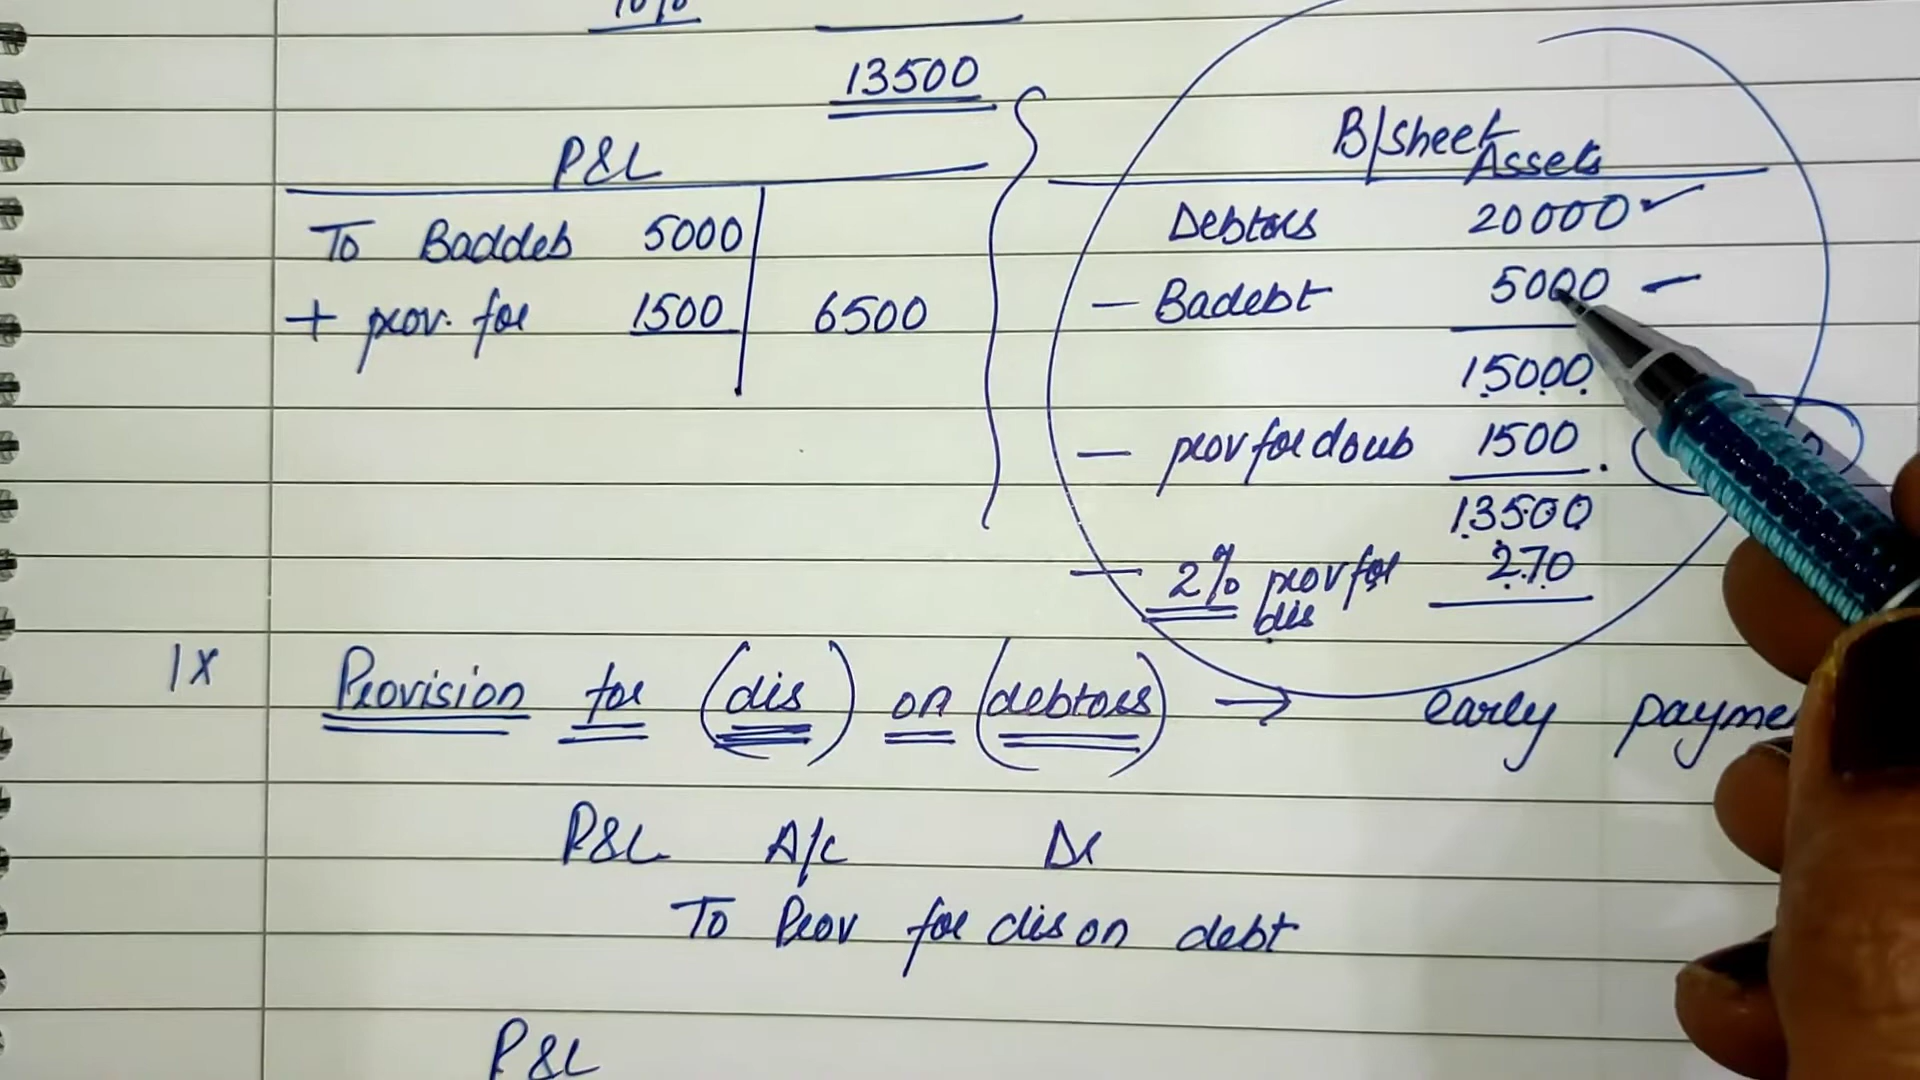 10%
13500
P&L
To Baddeb 5000
+ prov. for 1500 6500
B/sheet
Assets
Debtors 20000
— Badebt 5000
15000
— prov for doub 1500
13500
— 2% prov for 270
dis
IX Provision for (dis) on (debtors) → early payme
P&L A/c Dr
To Prov for dis on debt
P&L